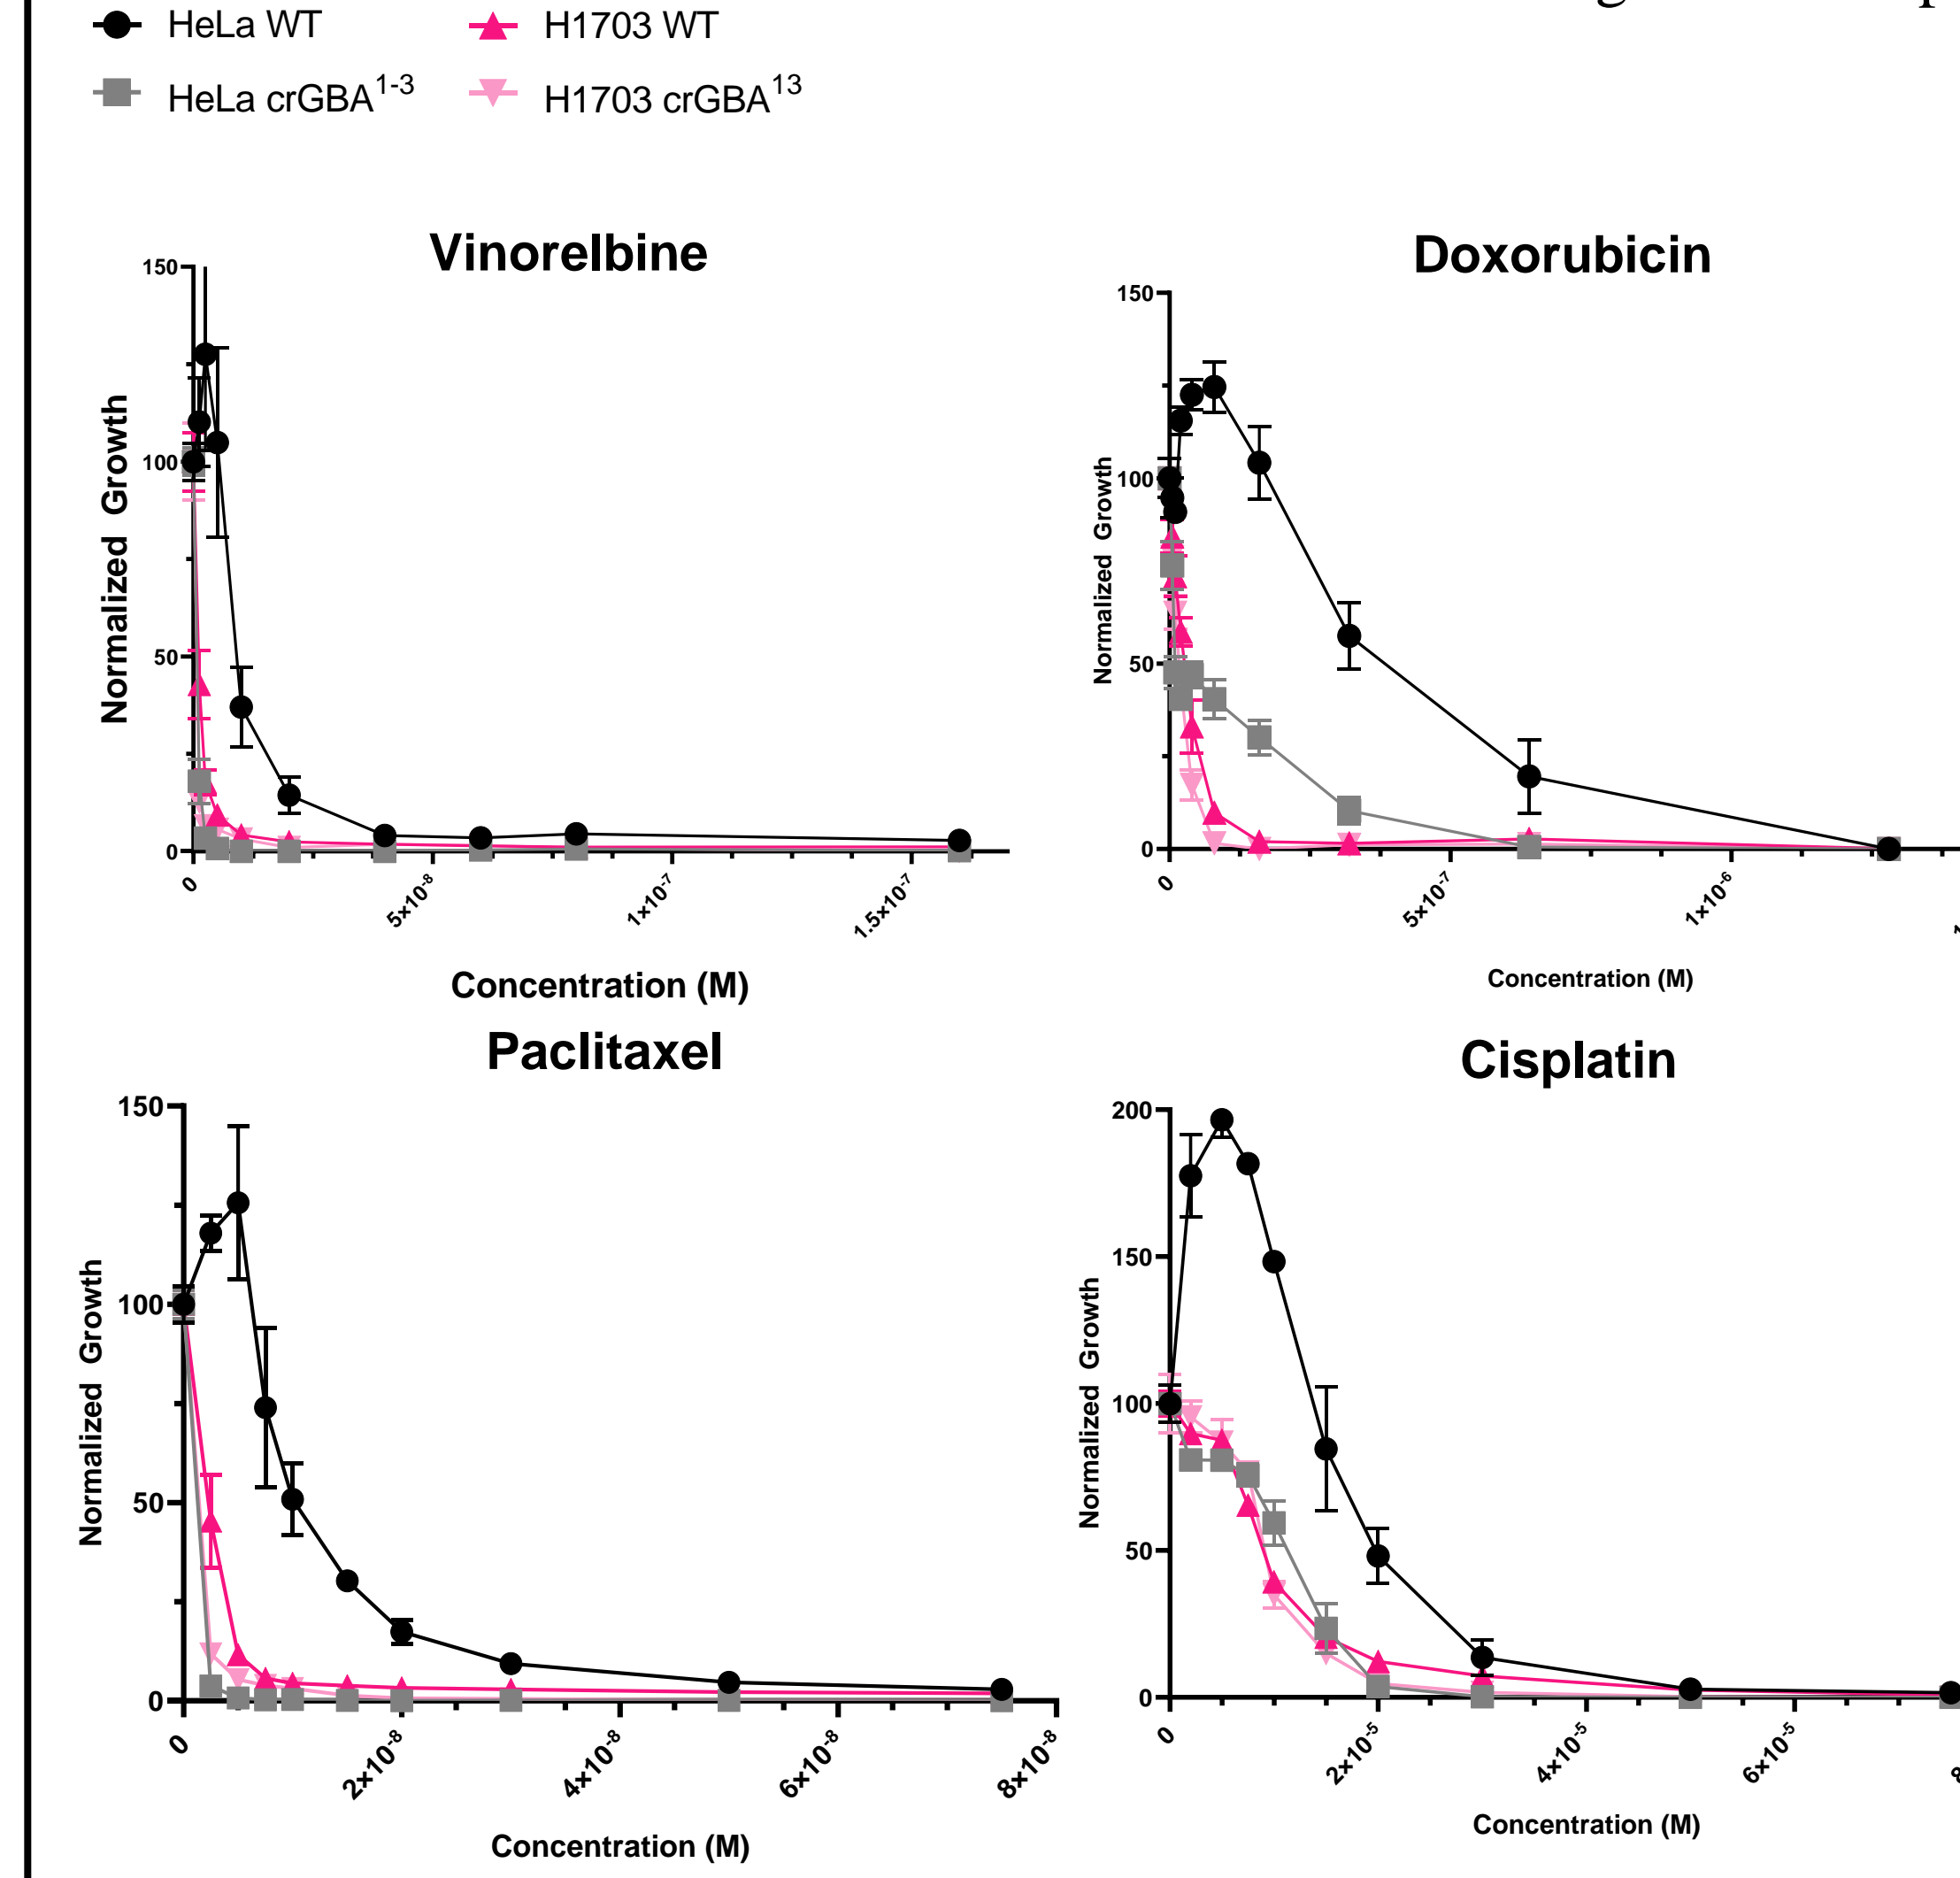 HeLa WT
H1703 WT
HeLa crGBA1-3
H1703 crGBA13
Vinorelbine
Normalized Growth
150
100
50
0
0
5×10-8
1×10-7
1.5×10-7
Concentration (M)
Doxorubicin
Normalized Growth
150
100
50
0
0
5×10-7
1×10-6
Concentration (M)
Paclitaxel
Normalized Growth
150
100
50
0
0
2×10-8
4×10-8
6×10-8
8×10-8
Concentration (M)
Cisplatin
Normalized Growth
200
150
100
50
0
0
2×10-5
4×10-5
6×10-5
Concentration (M)